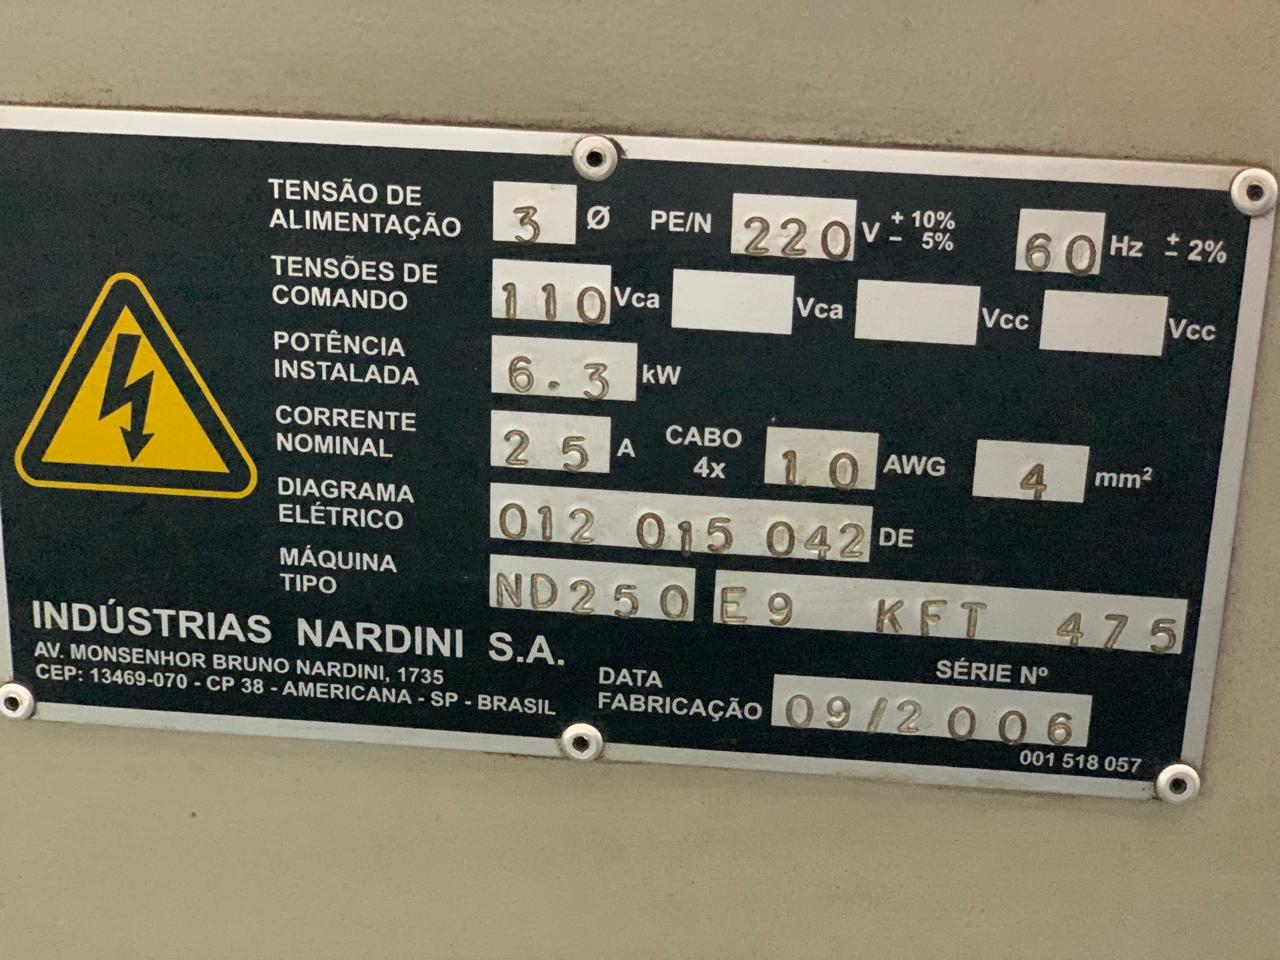 TENSÃO DE
ALIMENTAÇÃO 3 Ø PE/N 220 V + 10% - 5% 60 Hz ± 2%
TENSÕES DE
COMANDO 110 Vca Vca Vcc Vcc
POTÊNCIA
INSTALADA 6.3 kW
CORRENTE
NOMINAL 25 A CABO 4x 10 AWG 4 mm²
DIAGRAMA
ELÉTRICO 012 015 042 DE
MÁQUINA
TIPO ND250 E9 KFT 475
SÉRIE Nº
INDÚSTRIAS NARDINI S.A.
AV. MONSENHOR BRUNO NARDINI, 1735
CEP: 13469-070 - CP 38 - AMERICANA - SP - BRASIL
DATA
FABRICAÇÃO 09/2006
001 518 057